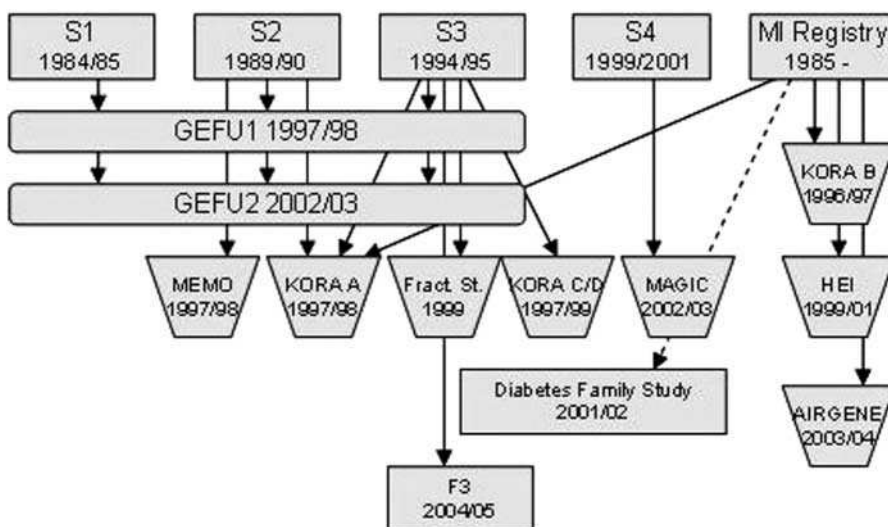 S1
1984/85
S2
1989/90
S3
1994/95
S4
1999/2001
MI Registry
1985 -
GEFU1 1997/98
GEFU2 2002/03
KORA B
1996/97
MEMO
1997/98
KORA A
1997/98
Fract. St.
1999
KORA C/D
1997/99
MAGIC
2002/03
HEI
1999/01
Diabetes Family Study
2001/02
AIRGENE
2003/04
F3
2004/05